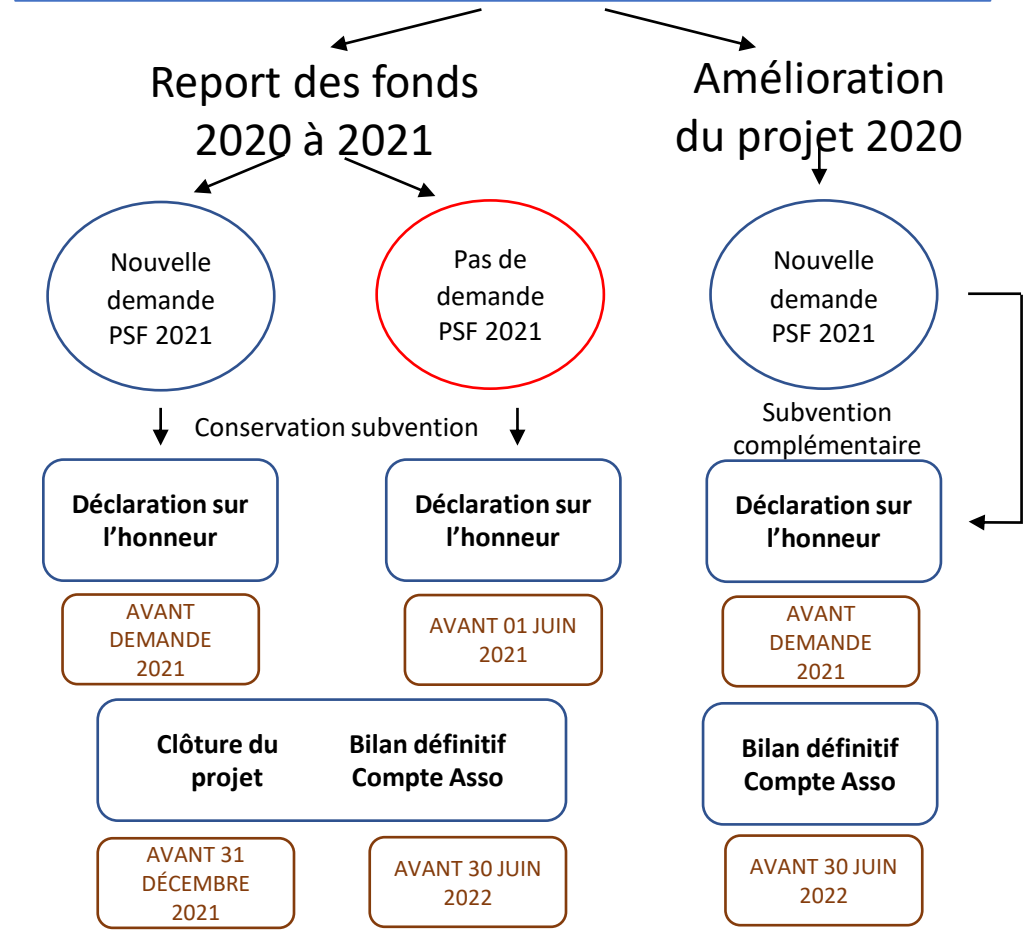 Report des fonds
2020 à 2021
Amélioration
du projet 2020
Nouvelle
demande
PSF 2021
Pas de
demande
PSF 2021
Nouvelle
demande
PSF 2021
Conservation subvention
Subvention
complémentaire
Déclaration sur
l'honneur
Déclaration sur
l'honneur
Déclaration sur
l'honneur
AVANT
DEMANDE
2021
AVANT 01 JUIN
2021
AVANT
DEMANDE
2021
Clôture du
projet
Bilan définitif
Compte Asso
Bilan définitif
Compte Asso
AVANT 31
DÉCEMBRE
2021
AVANT 30 JUIN
2022
AVANT 30 JUIN
2022